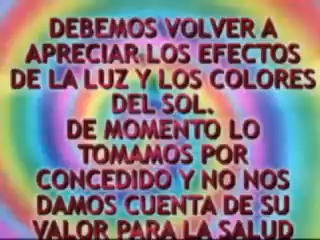 DEBEMOS VOLVER A
APRECIAR LOS EFECTOS
DE LA LUZ Y LOS COLORES
DEL SOL.
DE MOMENTO LO
TOMAMOS POR
CONCEDIDO Y NO NOS
DAMOS CUENTA DE SU
VALOR PARA LA SALUD